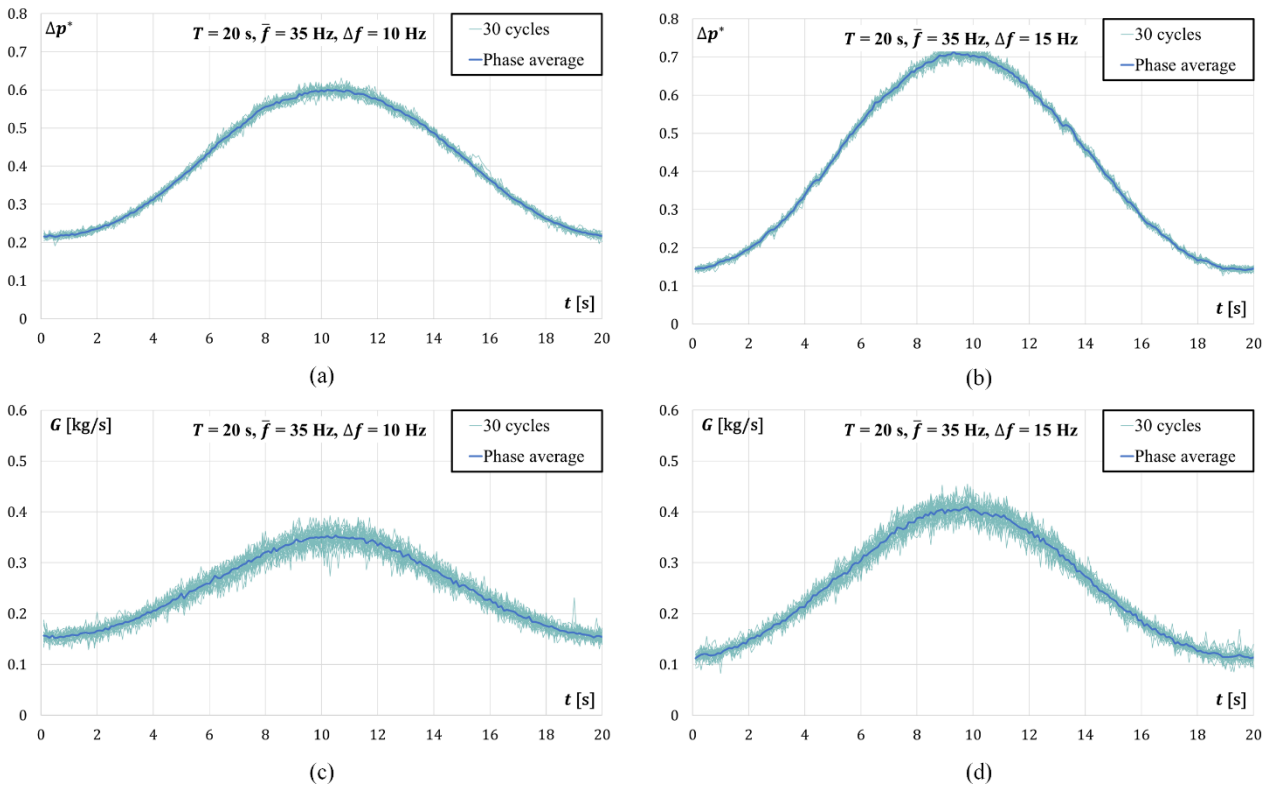 Δp*
T = 20 s, f̄ = 35 Hz, Δf = 10 Hz
30 cycles
Phase average
0.8
0.7
0.6
0.5
0.4
0.3
0.2
0.1
0
t [s]
0 2 4 6 8 10 12 14 16 18 20
(a)
Δp*
T = 20 s, f̄ = 35 Hz, Δf = 15 Hz
30 cycles
Phase average
0.8
0.7
0.6
0.5
0.4
0.3
0.2
0.1
0
t [s]
0 2 4 6 8 10 12 14 16 18 20
(b)
G [kg/s]
T = 20 s, f̄ = 35 Hz, Δf = 10 Hz
30 cycles
Phase average
0.6
0.5
0.4
0.3
0.2
0.1
0
t [s]
0 2 4 6 8 10 12 14 16 18 20
(c)
G [kg/s]
T = 20 s, f̄ = 35 Hz, Δf = 15 Hz
30 cycles
Phase average
0.6
0.5
0.4
0.3
0.2
0.1
0
t [s]
0 2 4 6 8 10 12 14 16 18 20
(d)